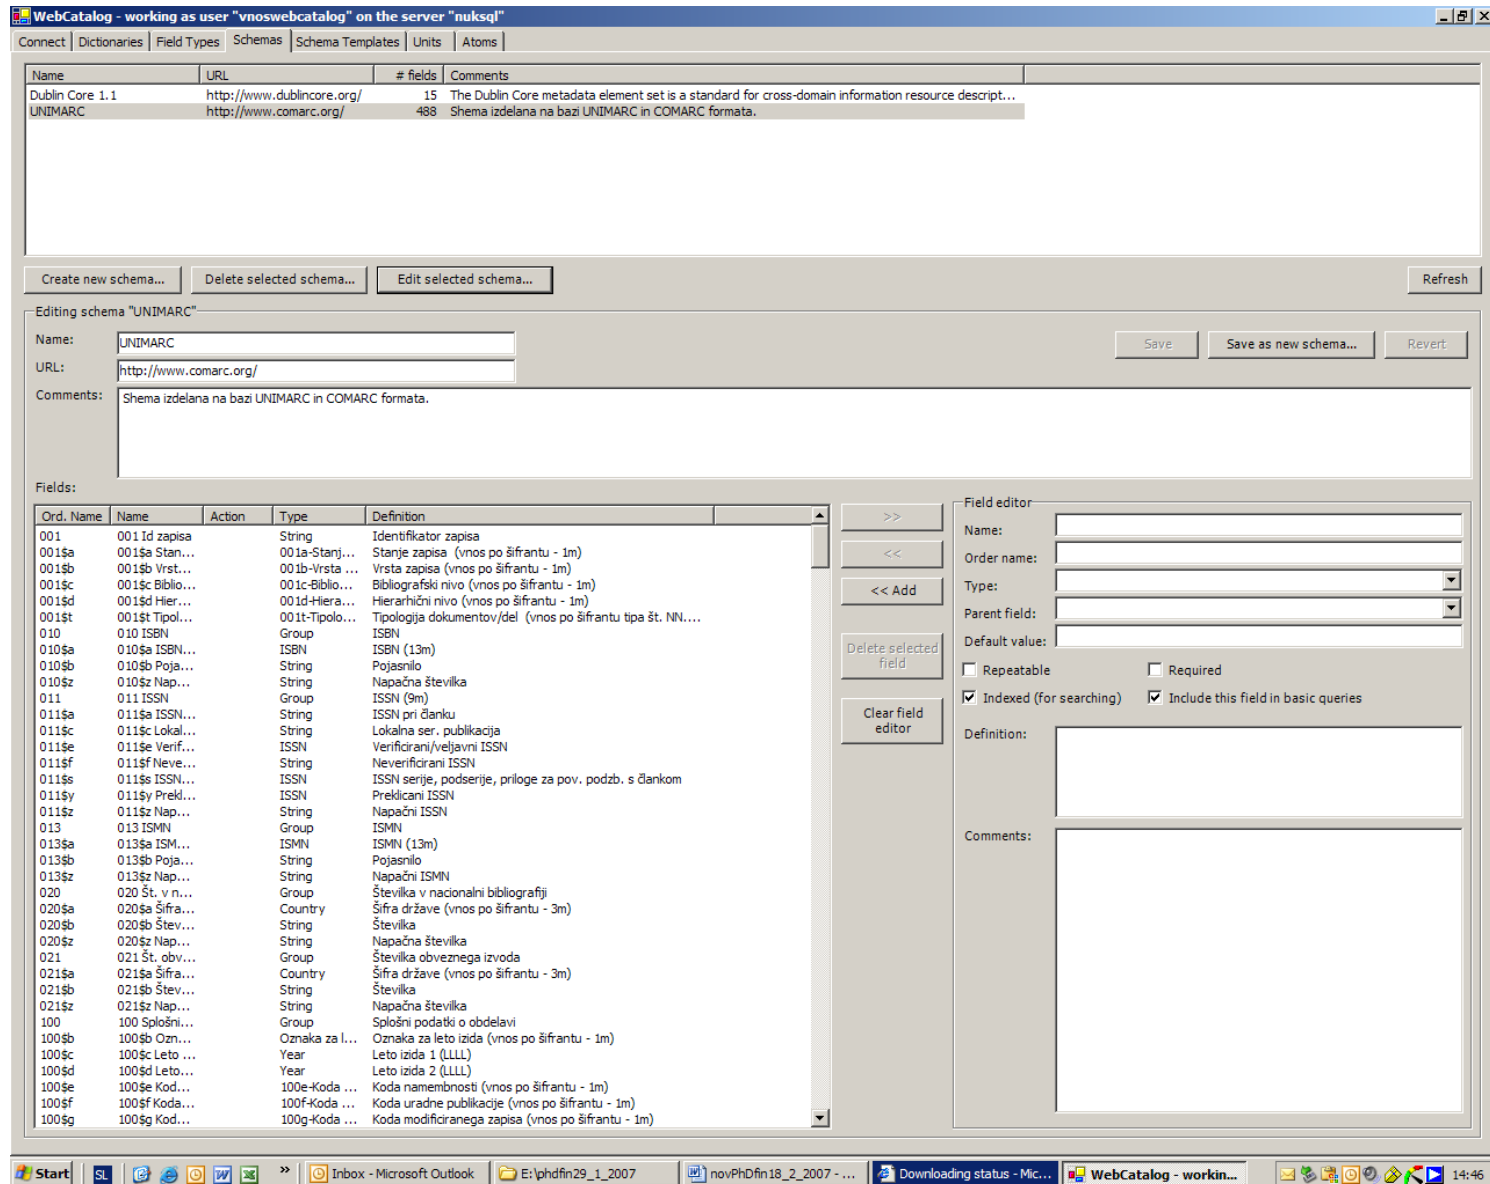 WebCatalog - working as user "vnoswebcatalog" on the server "nuksql"
Connect Dictionaries Field Types Schemas Schema Templates Units Atoms
Name URL # fields Comments
Dublin Core 1.1 http://www.dublincore.org/ 15 The Dublin Core metadata element set is a standard for cross-domain information resource descript...
UNIMARC http://www.comarc.org/ 488 Shema izdelana na bazi UNIMARC in COMARC formata.
Create new schema... Delete selected schema... Edit selected schema... Refresh
Editing schema "UNIMARC"
Name: UNIMARC Save Save as new schema... Revert
URL: http://www.comarc.org/
Comments: Shema izdelana na bazi UNIMARC in COMARC formata.
Fields:
Ord. Name Name Action Type Definition
001 001 Id zapisa String Identifikator zapisa
001$a 001$a Stan... 001a-Stanj... Stanje zapisa (vnos po šifrantu - 1m)
001$b 001$b Vrst... 001b-Vrsta ... Vrsta zapisa (vnos po šifrantu - 1m)
001$c 001$c Biblio... 001c-Biblio... Bibliografski nivo (vnos po šifrantu - 1m)
001$d 001$d Hier... 001d-Hiera... Hierarhični nivo (vnos po šifrantu - 1m)
001$t 001$t Tipol... 001t-Tipolo... Tipologija dokumentov/del (vnos po šifrantu tipa št. NN....
010 010 ISBN Group ISBN
010$a 010$a ISBN... ISBN ISBN (13m)
010$b 010$b Poja... String Pojasnilo
010$z 010$z Nap... String Napačna številka
011 011 ISSN Group ISSN (9m)
011$a 011$a ISSN... String ISSN pri članku
011$c 011$c Lokal... String Lokalna ser. publikacija
011$e 011$e Verif... ISSN Verificirani/veljavni ISSN
011$f 011$f Neve... String Neverificirani ISSN
011$s 011$s ISSN... ISSN ISSN serije, podserije, priloge za pov. podzb. s člankom
011$y 011$y Prekl... ISSN Preklicani ISSN
011$z 011$z Nap... String Napačni ISSN
013 013 ISMN Group ISMN
013$a 013$a ISM... ISMN ISMN (13m)
013$b 013$b Poja... String Pojasnilo
013$z 013$z Nap... String Napačni ISMN
020 020 Št. v n... Group Številka v nacionalni bibliografiji
020$a 020$a Šifra... Country Šifra države (vnos po šifrantu - 3m)
020$b 020$b Štev... String Številka
020$z 020$z Nap... String Napačna številka
021 021 Št. obv... Group Številka obveznega izvoda
021$a 021$a Šifra... Country Šifra države (vnos po šifrantu - 3m)
021$b 021$b Štev... String Številka
021$z 021$z Nap... String Napačna številka
100 100 Splošni... Group Splošni podatki o obdelavi
100$b 100$b Ozn... Oznaka za l... Oznaka za leto izida (vnos po šifrantu - 1m)
100$c 100$c Leto ... Year Leto izida 1 (LLLL)
100$d 100$d Leto... Year Leto izida 2 (LLLL)
100$e 100$e Kod... 100e-Koda ... Koda namembnosti (vnos po šifrantu - 1m)
100$f 100$f Koda... 100f-Koda ... Koda uradne publikacije (vnos po šifrantu - 1m)
100$g 100$g Kod... 100g-Koda ... Koda modificiranega zapisa (vnos po šifrantu - 1m)
>>
<<
<< Add
Delete selected
field
Clear field
editor
Field editor
Name:
Order name:
Type:
Parent field:
Default value:
Repeatable Required
Indexed (for searching) Include this field in basic queries
Definition:
Comments:
Start SL » Inbox - Microsoft Outlook E:\phdfin29_1_2007 novPhDfin18_2_2007 - ... Downloading status - Mic... WebCatalog - workin... 14:46